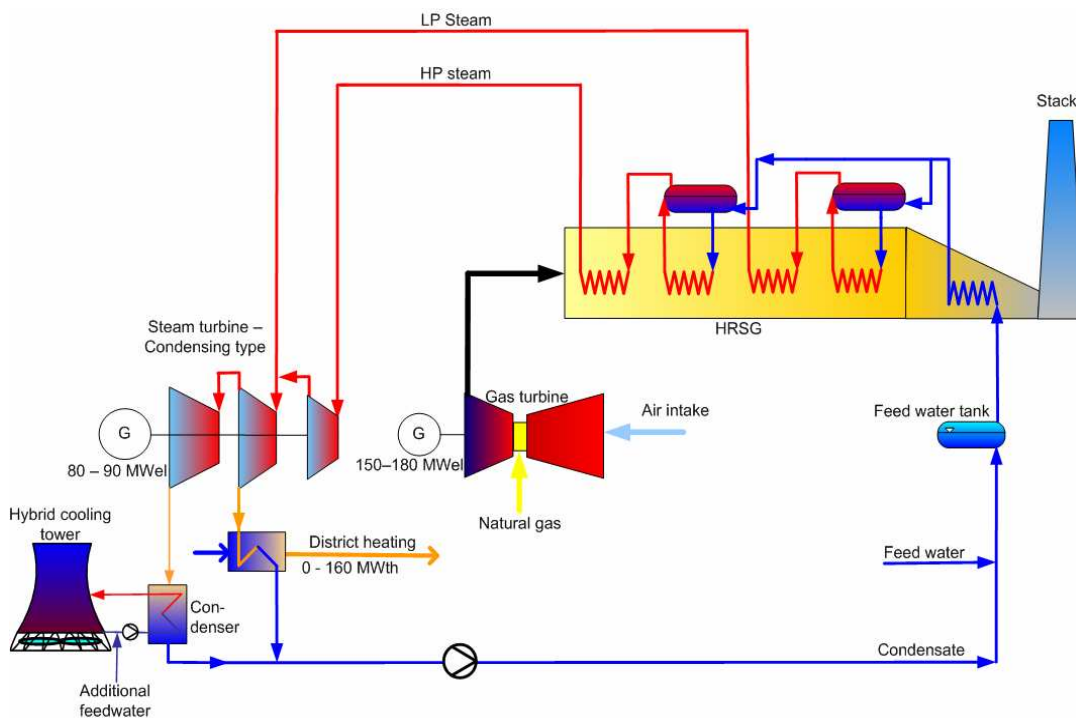 LP Steam
HP steam
Stack
HRSG
Steam turbine –
Condensing type
Gas turbine
Air intake
Feed water tank
G
80 – 90 MWel
G
150–180 MWel
Natural gas
Hybrid cooling
tower
District heating
0 - 160 MWth
Feed water
Con-
denser
Condensate
Additional
feedwater